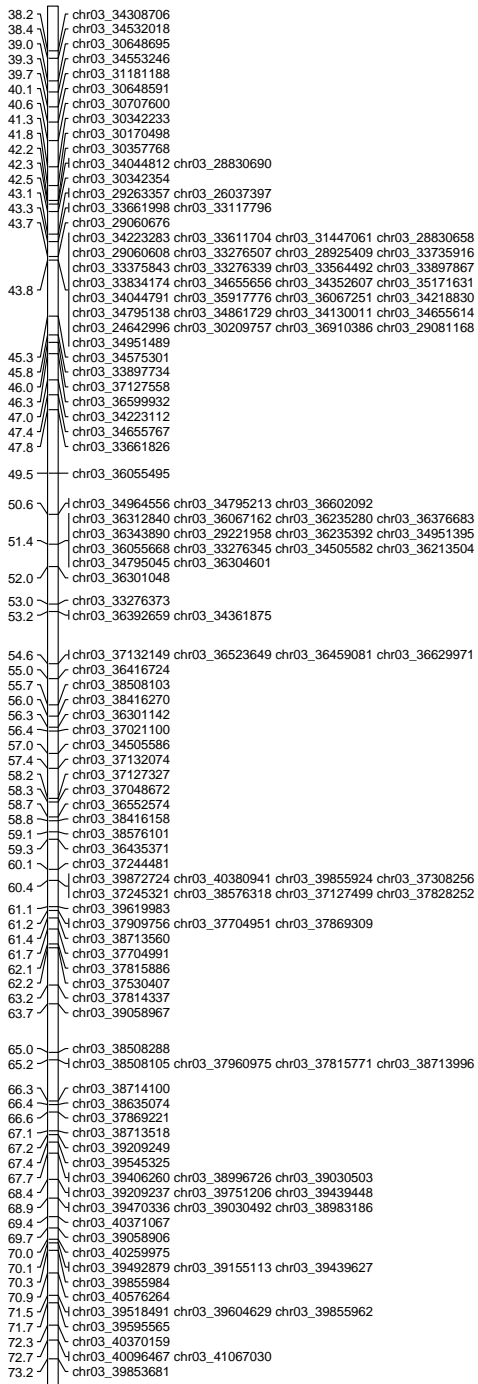 38.2 chr03_34308706
38.4 chr03_34532018
39.0 chr03_30648695
39.3 chr03_34553246
39.7 chr03_31181188
40.1 chr03_30648591
40.6 chr03_30707600
41.3 chr03_30342233
41.8 chr03_30170498
42.2 chr03_30357768
42.3 chr03_34044812 chr03_28830690
42.5 chr03_30342354
43.1 chr03_29263357 chr03_26037397
43.3 chr03_33661998 chr03_33117796
43.7 chr03_29060676
chr03_34223283 chr03_33611704 chr03_31447061 chr03_28830658
chr03_29060608 chr03_33276507 chr03_28925409 chr03_33735916
chr03_33375843 chr03_33276339 chr03_33564492 chr03_33897867
43.8 chr03_33834174 chr03_34655656 chr03_34352607 chr03_35171631
chr03_34044791 chr03_35917776 chr03_36067251 chr03_34218830
chr03_34795138 chr03_34861729 chr03_34130011 chr03_34655614
chr03_24642996 chr03_30209757 chr03_36910386 chr03_29081168
chr03_34951489
45.3 chr03_34575301
45.8 chr03_33897734
46.0 chr03_37127558
46.3 chr03_36599932
47.0 chr03_34223112
47.4 chr03_34655767
47.8 chr03_33661826
49.5 chr03_36055495
50.6 chr03_34964556 chr03_34795213 chr03_36602092
chr03_36312840 chr03_36067162 chr03_36235280 chr03_36376683
51.4 chr03_36343890 chr03_29221958 chr03_36235392 chr03_34951395
chr03_36055668 chr03_33276345 chr03_34505582 chr03_36213504
chr03_34795045 chr03_36304601
52.0 chr03_36301048
53.0 chr03_33276373
53.2 chr03_36392659 chr03_34361875
54.6 chr03_37132149 chr03_36523649 chr03_36459081 chr03_36629971
55.0 chr03_36416724
55.7 chr03_38508103
56.0 chr03_38416270
56.3 chr03_36301142
56.4 chr03_37021100
57.0 chr03_34505586
57.4 chr03_37132074
58.2 chr03_37127327
58.3 chr03_37048672
58.7 chr03_36552574
58.8 chr03_38416158
59.1 chr03_38576101
59.3 chr03_36435371
60.1 chr03_37244481
60.4 chr03_39872724 chr03_40380941 chr03_39855924 chr03_37308256
chr03_37245321 chr03_38576318 chr03_37127499 chr03_37828252
61.1 chr03_39619983
61.2 chr03_37909756 chr03_37704951 chr03_37869309
61.4 chr03_38713560
61.7 chr03_37704991
62.1 chr03_37815886
62.2 chr03_37530407
63.2 chr03_37814337
63.7 chr03_39058967
65.0 chr03_38508288
65.2 chr03_38508105 chr03_37960975 chr03_37815771 chr03_38713996
66.3 chr03_38714100
66.4 chr03_38635074
66.6 chr03_37869221
67.1 chr03_38713518
67.2 chr03_39209249
67.4 chr03_39545325
67.7 chr03_39406260 chr03_38996726 chr03_39030503
68.4 chr03_39209237 chr03_39751206 chr03_39439448
68.9 chr03_39470336 chr03_39030492 chr03_38983186
69.4 chr03_40371067
69.7 chr03_39058906
70.0 chr03_40259975
70.1 chr03_39492879 chr03_39155113 chr03_39439627
70.3 chr03_39855984
70.9 chr03_40576264
71.5 chr03_39518491 chr03_39604629 chr03_39855962
71.7 chr03_39595565
72.3 chr03_40370159
72.7 chr03_40096467 chr03_41067030
73.2 chr03_39853681